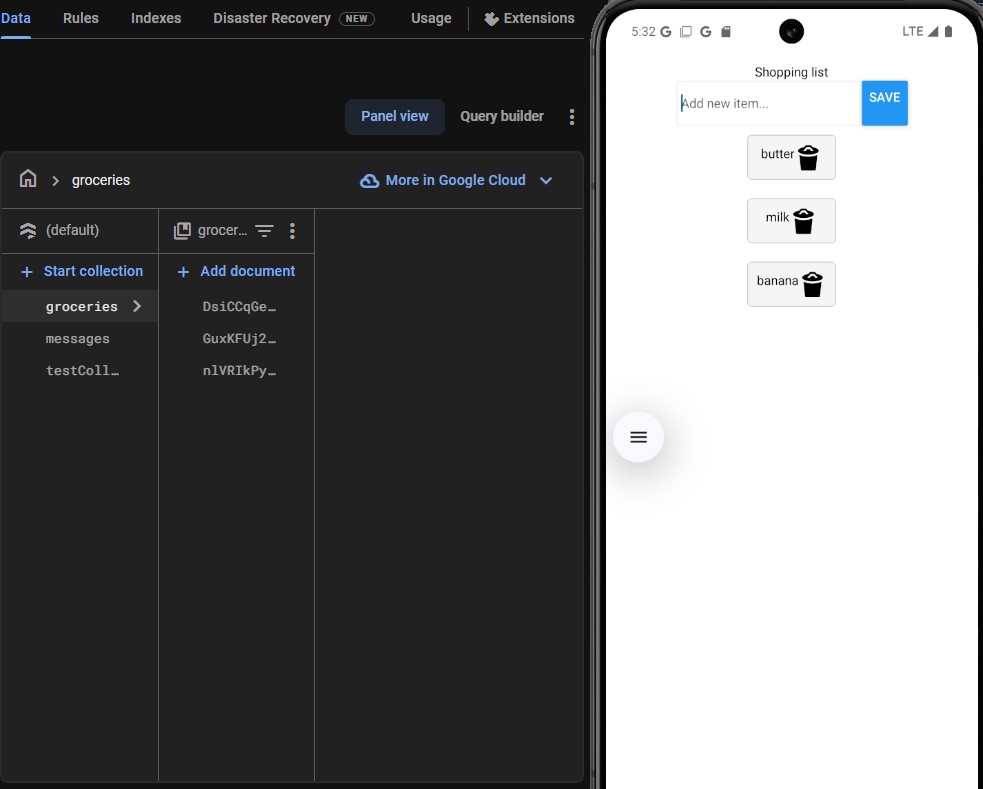 Data Rules Indexes Disaster Recovery NEW Usage Extensions
Panel view Query builder
groceries More in Google Cloud
(default) grocer…
Start collection Add document
groceries DsiCCqGe…
messages GuxKFUj2…
testColl… nlVRIkPy…
5:32 G G LTE
Shopping list
Add new item...
SAVE
butter
milk
banana